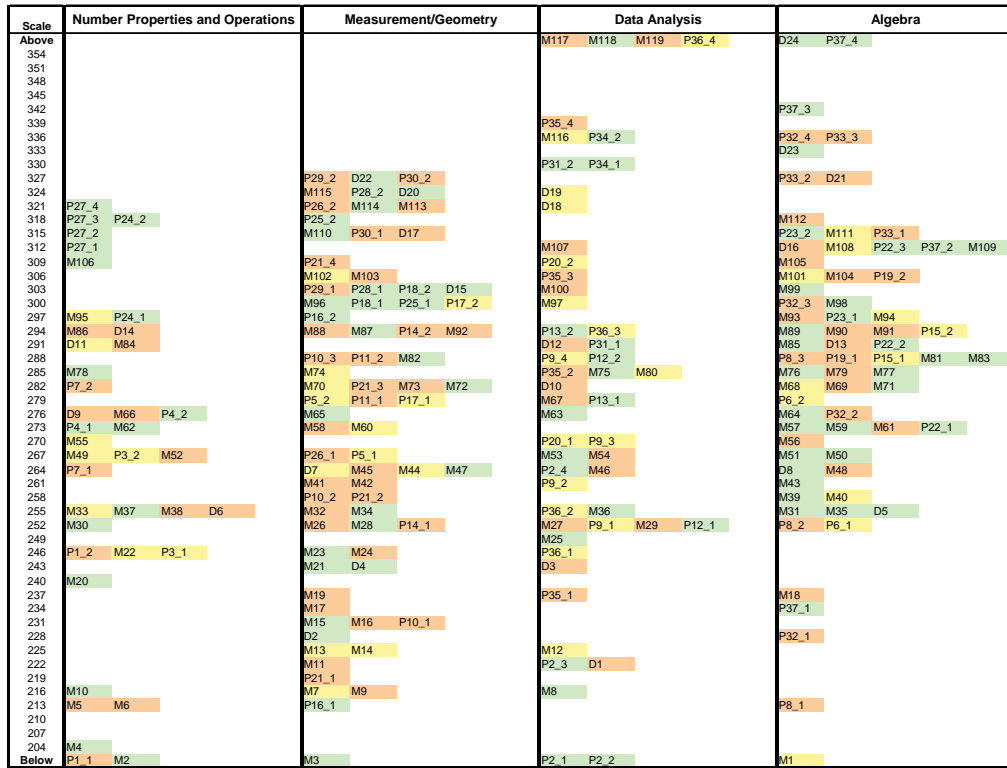 Scale Number Properties and Operations Measurement/Geometry Data Analysis Algebra
Above M117 M118 M119 P36_4 D24 P37_4
354
351
348
345
342 P37_3
339 P35_4
336 M116 P34_2 P32_4 P33_3
333 D23
330 P31_2 P34_1
327 P29_2 D22 P30_2 P33_2 D21
324 M115 P28_2 D20 D19
321 P27_4 P26_2 M114 M113 D18
318 P27_3 P24_2 P25_2 M112
315 P27_2 M110 P30_1 D17 P23_2 M111 P33_1
312 P27_1 M107 D16 M108 P22_3 P37_2 M109
309 M106 P21_4 P20_2 M105
306 M102 M103 P35_3 M101 M104 P19_2
303 P29_1 P28_1 P18_2 D15 M100 M99
300 M96 P18_1 P25_1 P17_2 M97 P32_3 M98
297 M95 P24_1 P16_2 M93 P23_1 M94
294 M86 D14 M88 M87 P14_2 M92 P13_2 P36_3 M89 M90 M91 P15_2
291 D11 M84 D12 P31_1 M85 D13 P22_2
288 P10_3 P11_2 M82 P9_4 P12_2 P8_3 P19_1 P15_1 M81 M83
285 M78 M74 P35_2 M75 M80 M76 M79 M77
282 P7_2 M70 P21_3 M73 M72 D10 M68 M69 M71
279 P5_2 P11_1 P17_1 M67 P13_1 P6_2
276 D9 M66 P4_2 M65 M63 M64 P32_2
273 P4_1 M62 M58 M60 M57 M59 M61 P22_1
270 M55 P20_1 P9_3 M56
267 M49 P3_2 M52 P26_1 P5_1 M53 M54 M51 M50
264 P7_1 D7 M45 M44 M47 P2_4 M46 D8 M48
261 M41 M42 P9_2 M43
258 P10_2 P21_2 M39 M40
255 M33 M37 M38 D6 M32 M34 P36_2 M36 M31 M35 D5
252 M30 M26 M28 P14_1 M27 P9_1 M29 P12_1 P8_2 P6_1
249 M25
246 P1_2 M22 P3_1 M23 M24 P36_1
243 M21 D4 D3
240 M20
237 M19 P35_1 M18
234 M17 P37_1
231 M15 M16 P10_1
228 D2 P32_1
225 M13 M14 M12
222 M11 P2_3 D1
219 P21_1
216 M10 M7 M9 M8
213 M5 M6 P16_1 P8_1
210
207
204 M4
Below P1_1 M2 M3 P2_1 P2_2 M1